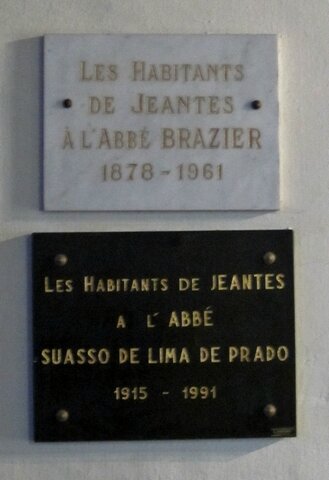 Les Habitants
de Jeantes
à l'Abbé BRAZIER
1878 - 1961
Les Habitants de JEANTES
A L' ABBÉ
SUASSO DE LIMA DE PRADO
1915 - 1991